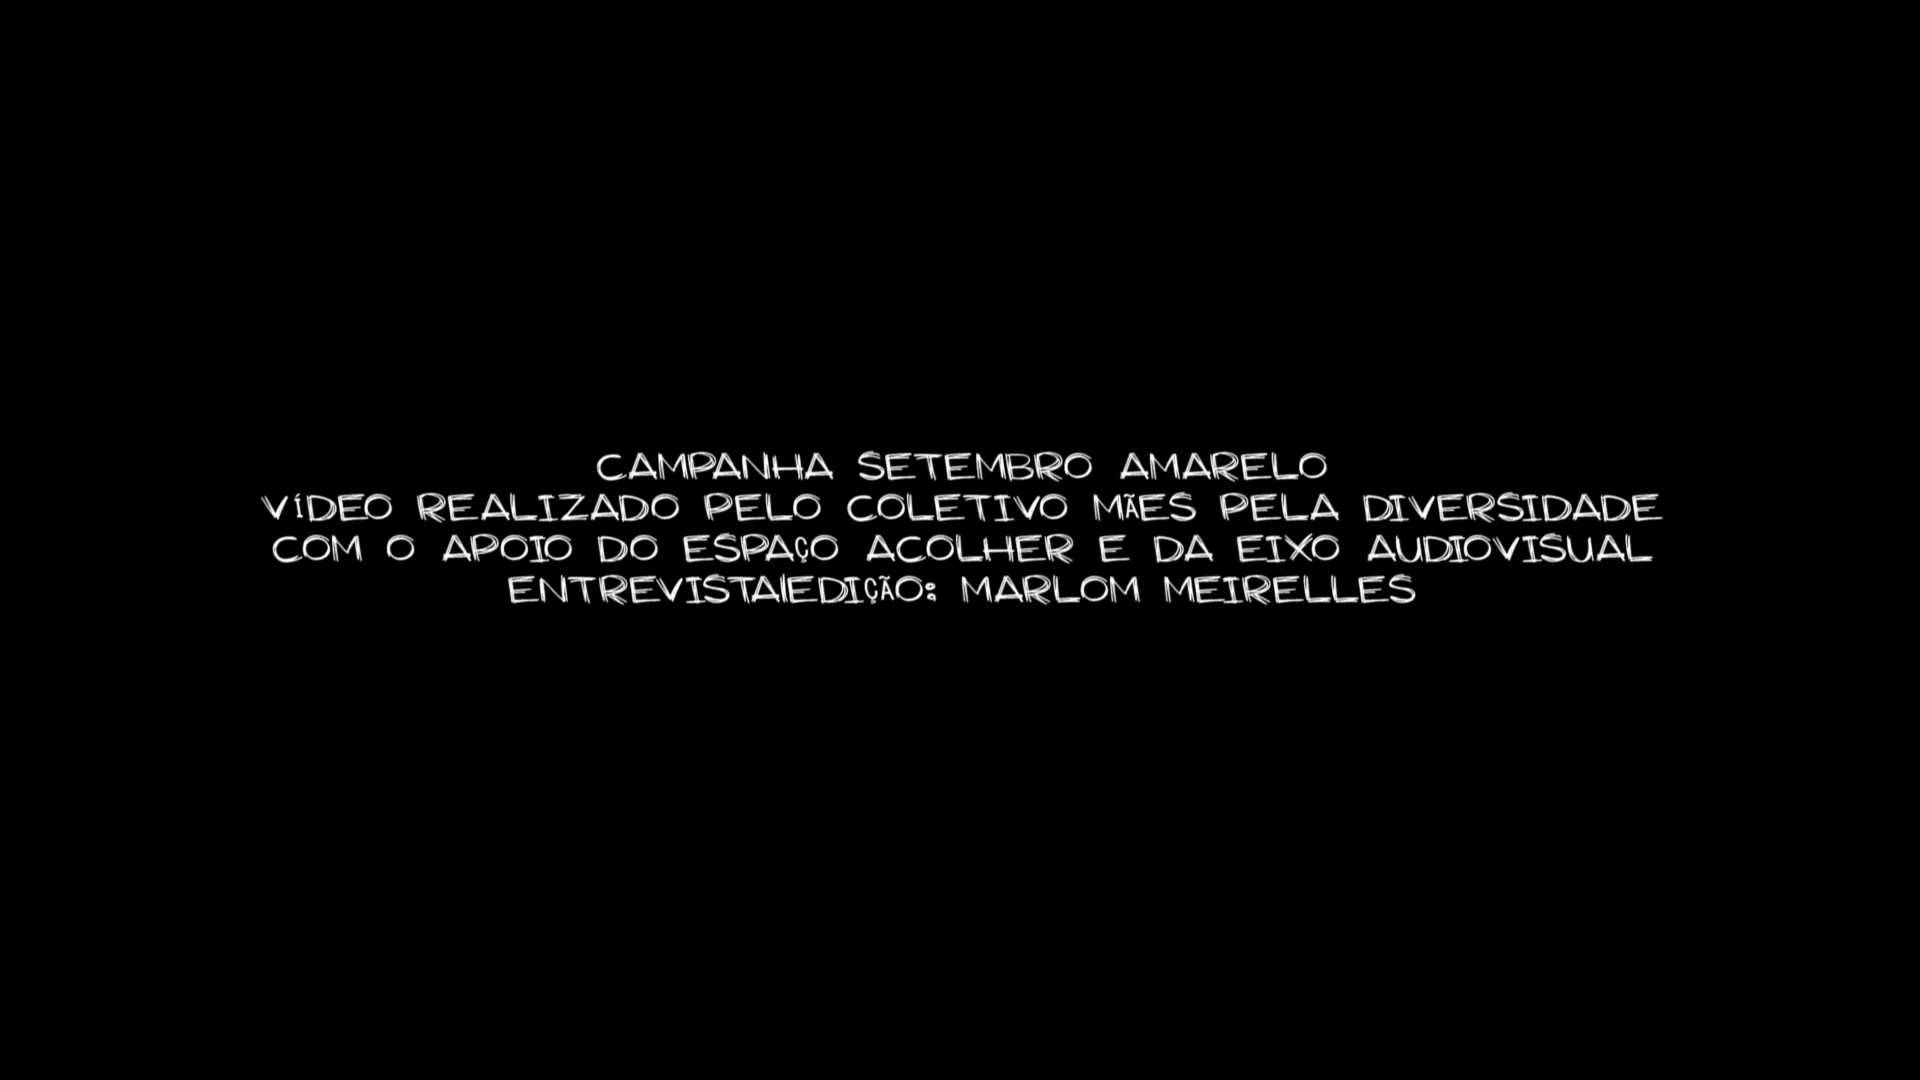 CAMPANHA SETEMBRO AMARELO
VÍDEO REALIZADO PELO COLETIVO MÃES PELA DIVERSIDADE
COM O APOIO DO ESPAÇO ACOLHER E DA EIXO AUDIOVISUAL
ENTREVISTA|EDIÇÃO: MARLOM MEIRELLES